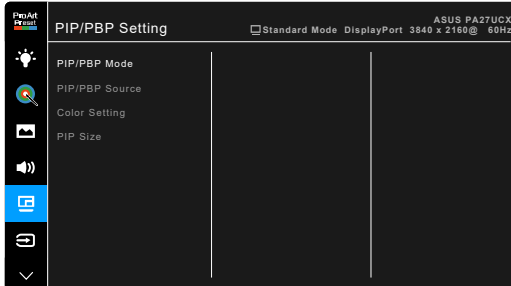 ProArt
Preset
PIP/PBP Setting
ASUS PA27UCX
Standard Mode DisplayPort 3840 x 2160@ 60Hz
PIP/PBP Mode
PIP/PBP Source
Color Setting
PIP Size